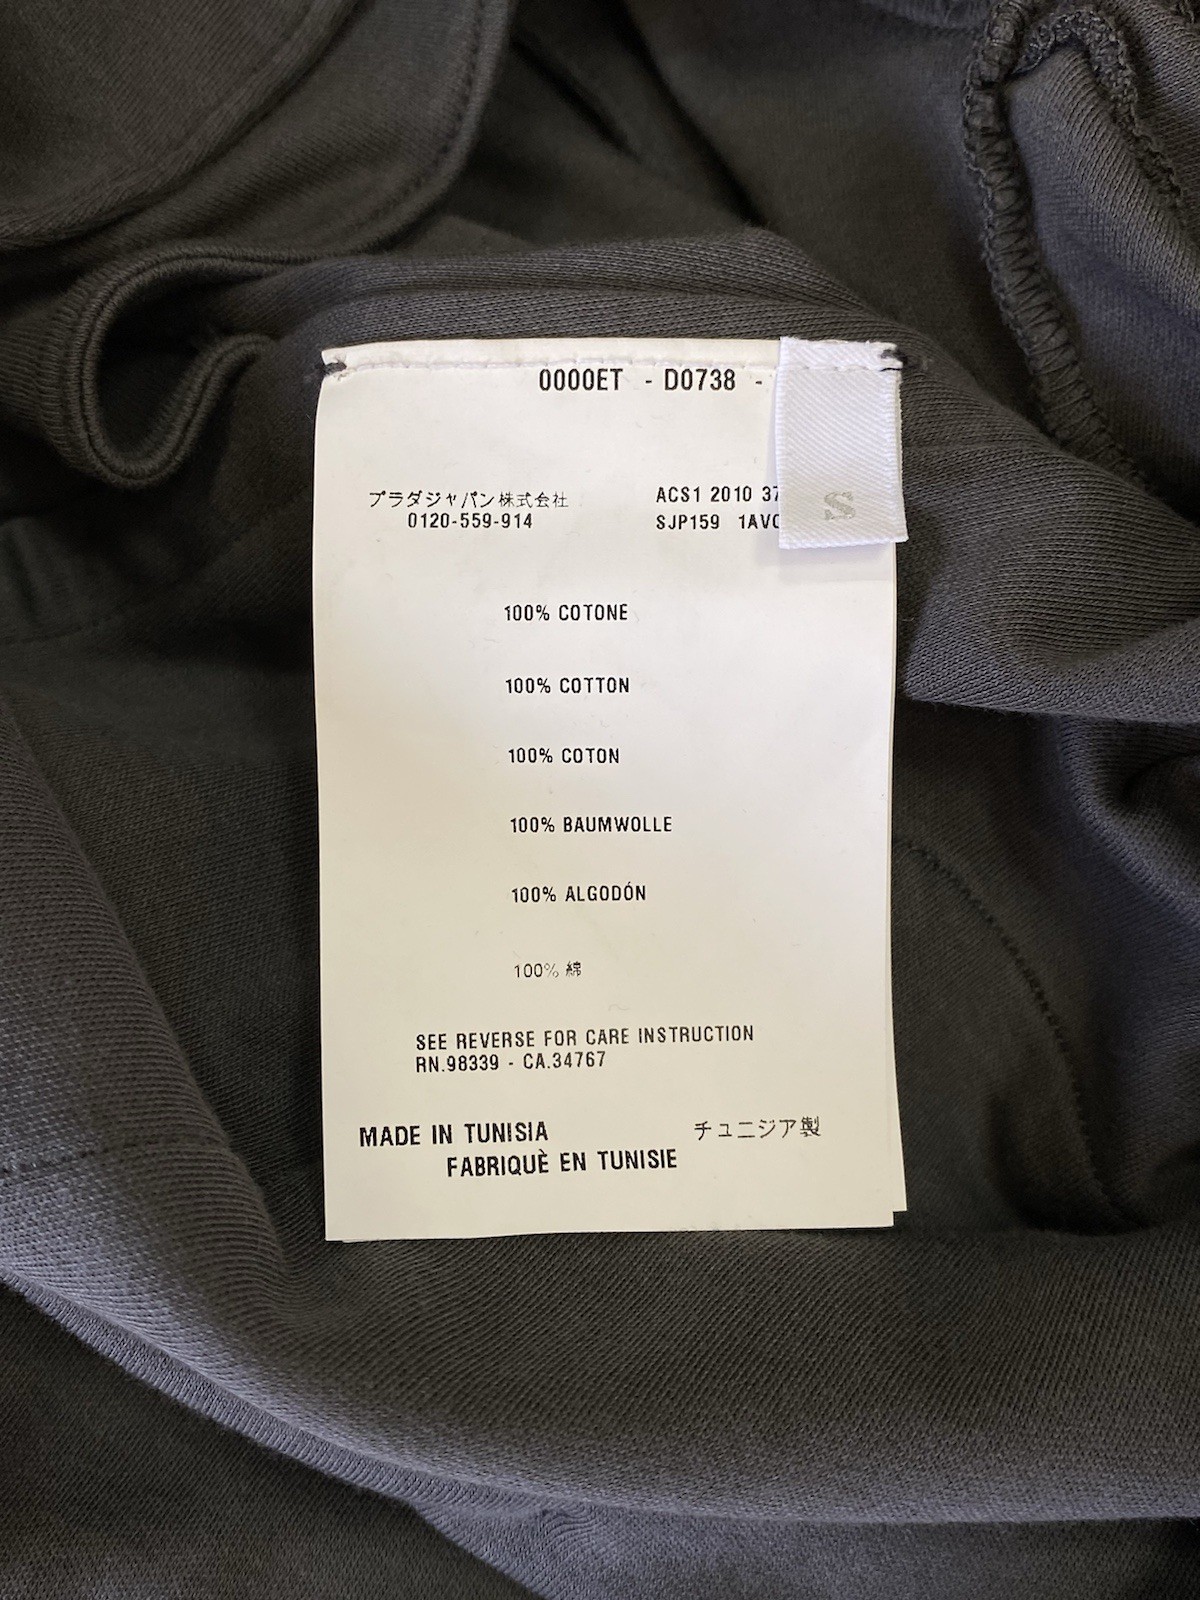 0000ET - D0738 -
プラダジャパン株式会社
0120-559-914
ACS1 2010 37
SJP159 1AVC
S
100% COTONE
100% COTTON
100% COTON
100% BAUMWOLLE
100% ALGODÓN
100% 綿
SEE REVERSE FOR CARE INSTRUCTION
RN.98339 - CA.34767
MADE IN TUNISIA
チュニジア製
FABRIQUÈ EN TUNISIE